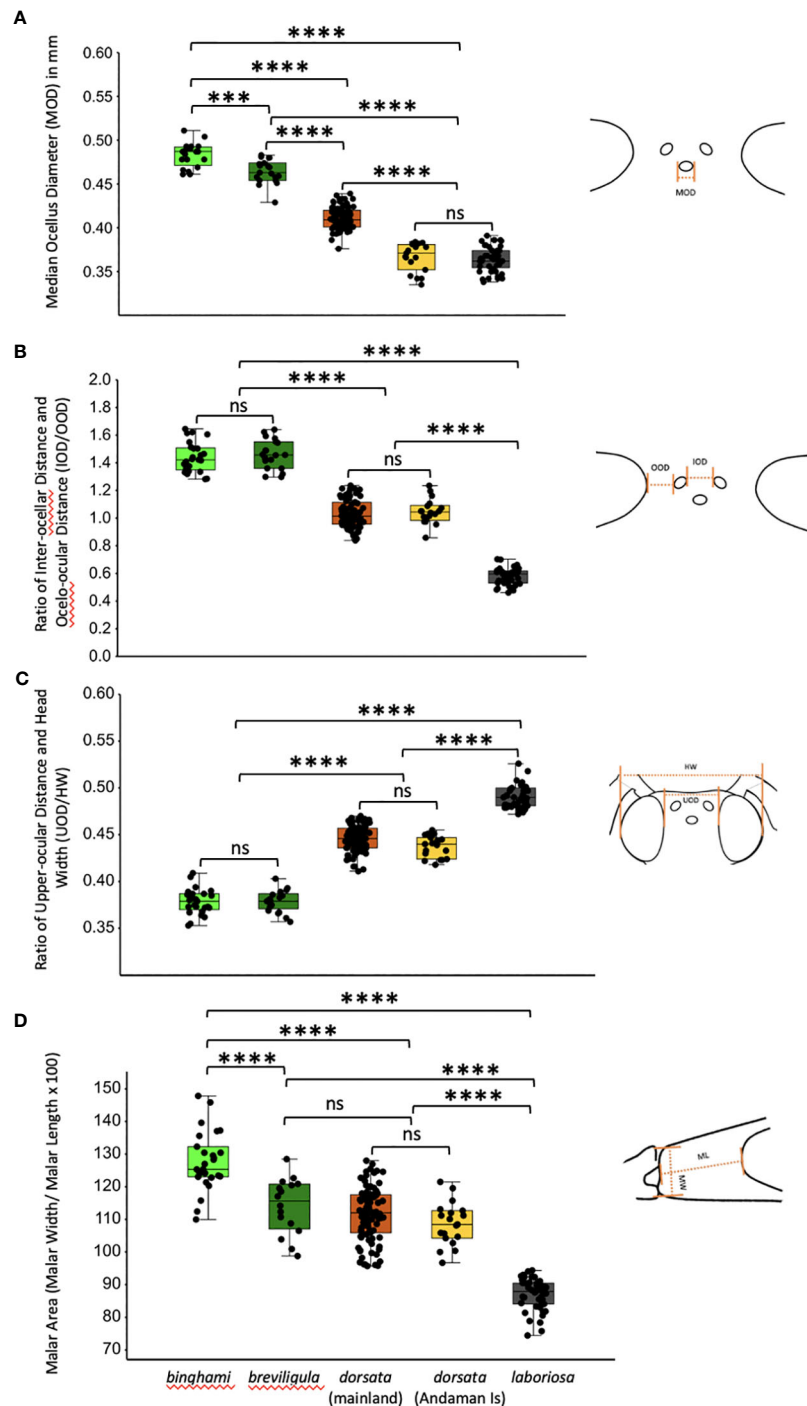 A
Median Ocellus Diameter (MOD) in mm
0.60
0.55
0.50
0.45
0.40
0.35
****
****
***
****
****
****
ns
MOD
B
Ratio of Inter-ocellar Distance and
Ocelo-ocular Distance (IOD/OOD)
2.0
1.8
1.6
1.4
1.2
1.0
0.8
0.6
0.4
0.2
0.0
****
****
ns
****
ns
OOD
IOD
C
Ratio of Upper-ocular Distance and Head
Width (UOD/HW)
0.60
0.55
0.50
0.45
0.40
0.35
****
****
****
ns
ns
HW
UOD
D
Malar Area (Malar Width/ Malar Length x 100)
150
140
130
120
110
100
90
80
70
****
****
****
****
****
ns
ns
ML
MW
binghami breviligula dorsata dorsata laboriosa
(mainland) (Andaman Is)